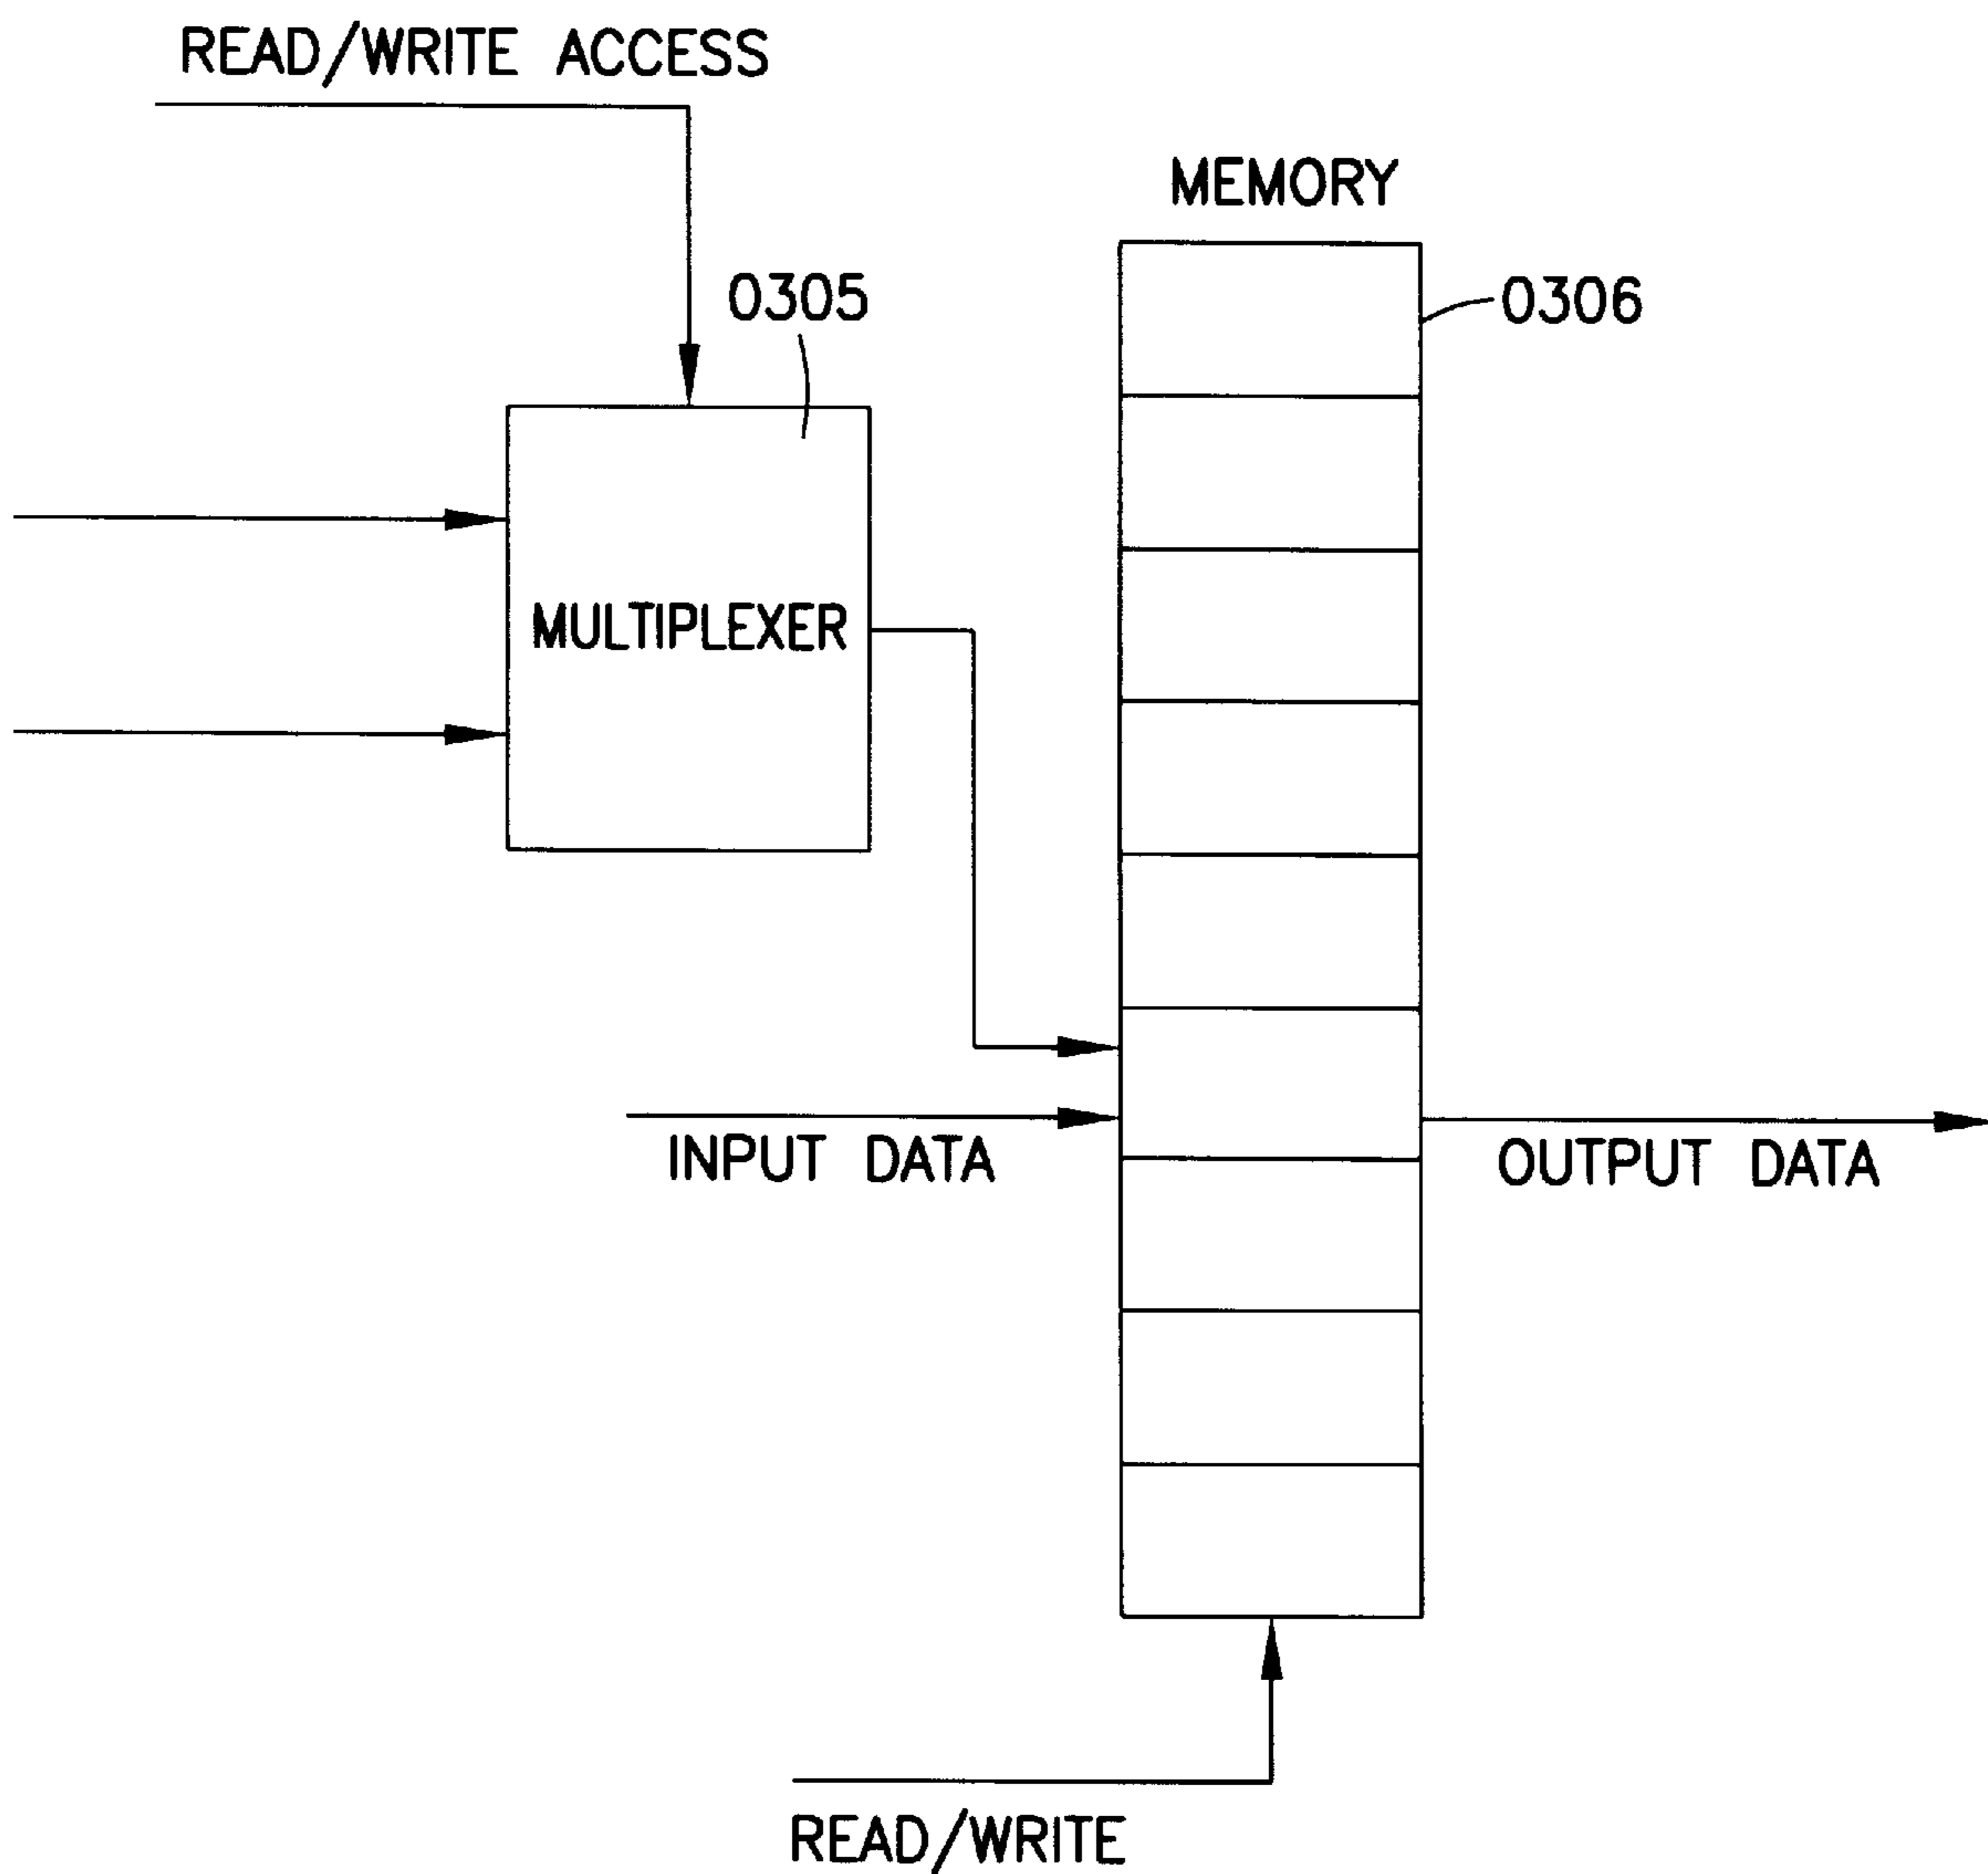 READ/WRITE ACCESS
MEMORY
0305
0306
MULTIPLEXER
INPUT DATA
OUTPUT DATA
READ/WRITE